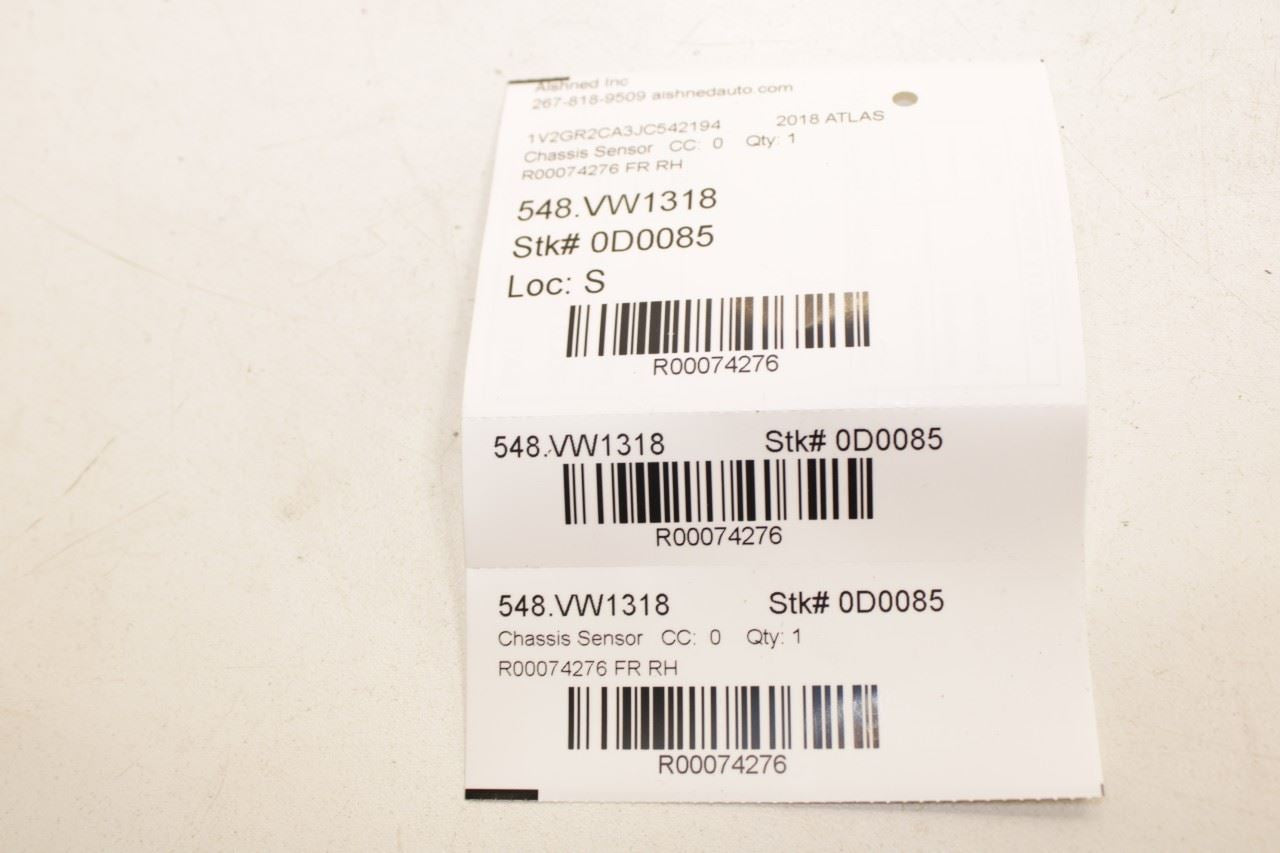 Aishned Inc
267-818-9509 aishnedauto.com
1V2GR2CA3JC542194 2018 ATLAS
Chassis Sensor CC: 0 Qty: 1
R00074276 FR RH
548.VW1318
Stk# 0D0085
Loc: S
R00074276
548.VW1318 Stk# 0D0085
R00074276
548.VW1318 Stk# 0D0085
Chassis Sensor CC: 0 Qty: 1
R00074276 FR RH
R00074276